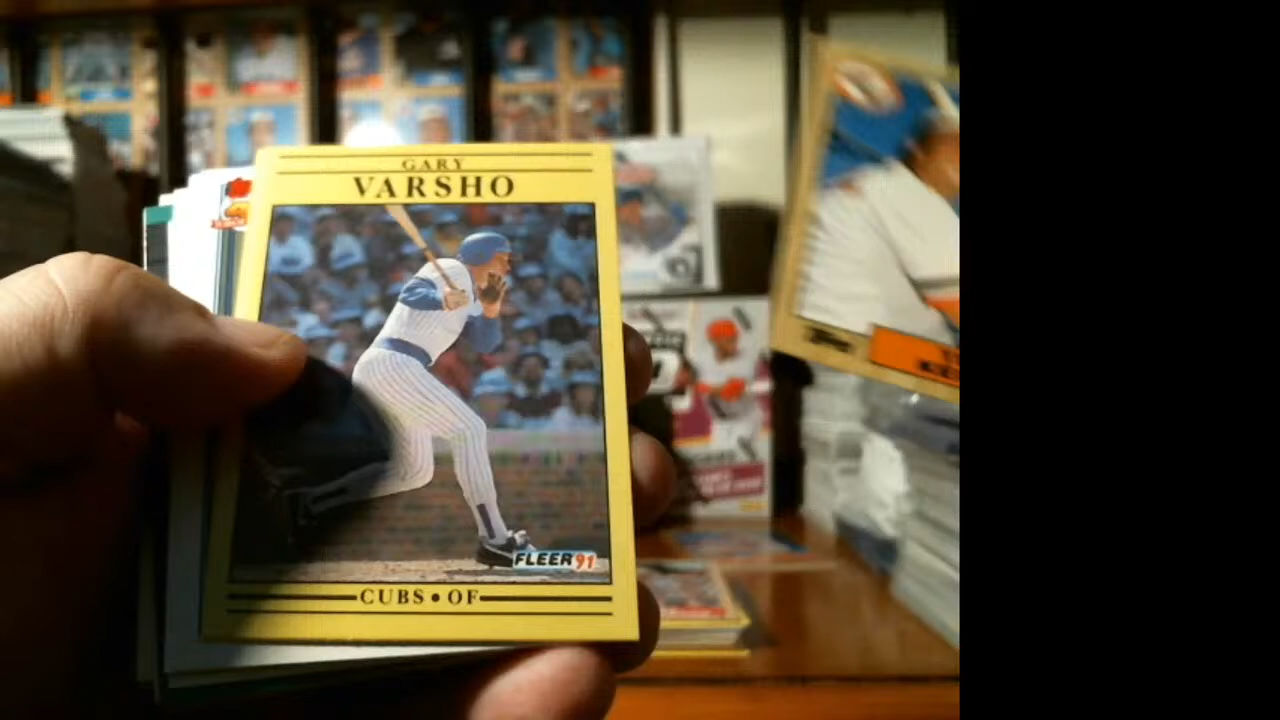 GARY
VARSHO
FLEER 91
CUBS • OF